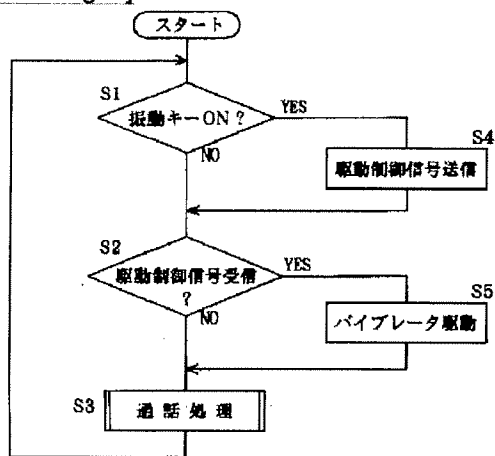 スタート
S1
振動キーON?
YES
NO
S4
駆動制御信号送信
S2
駆動制御信号受信
?
YES
NO
S5
バイブレータ駆動
S3
通話処理